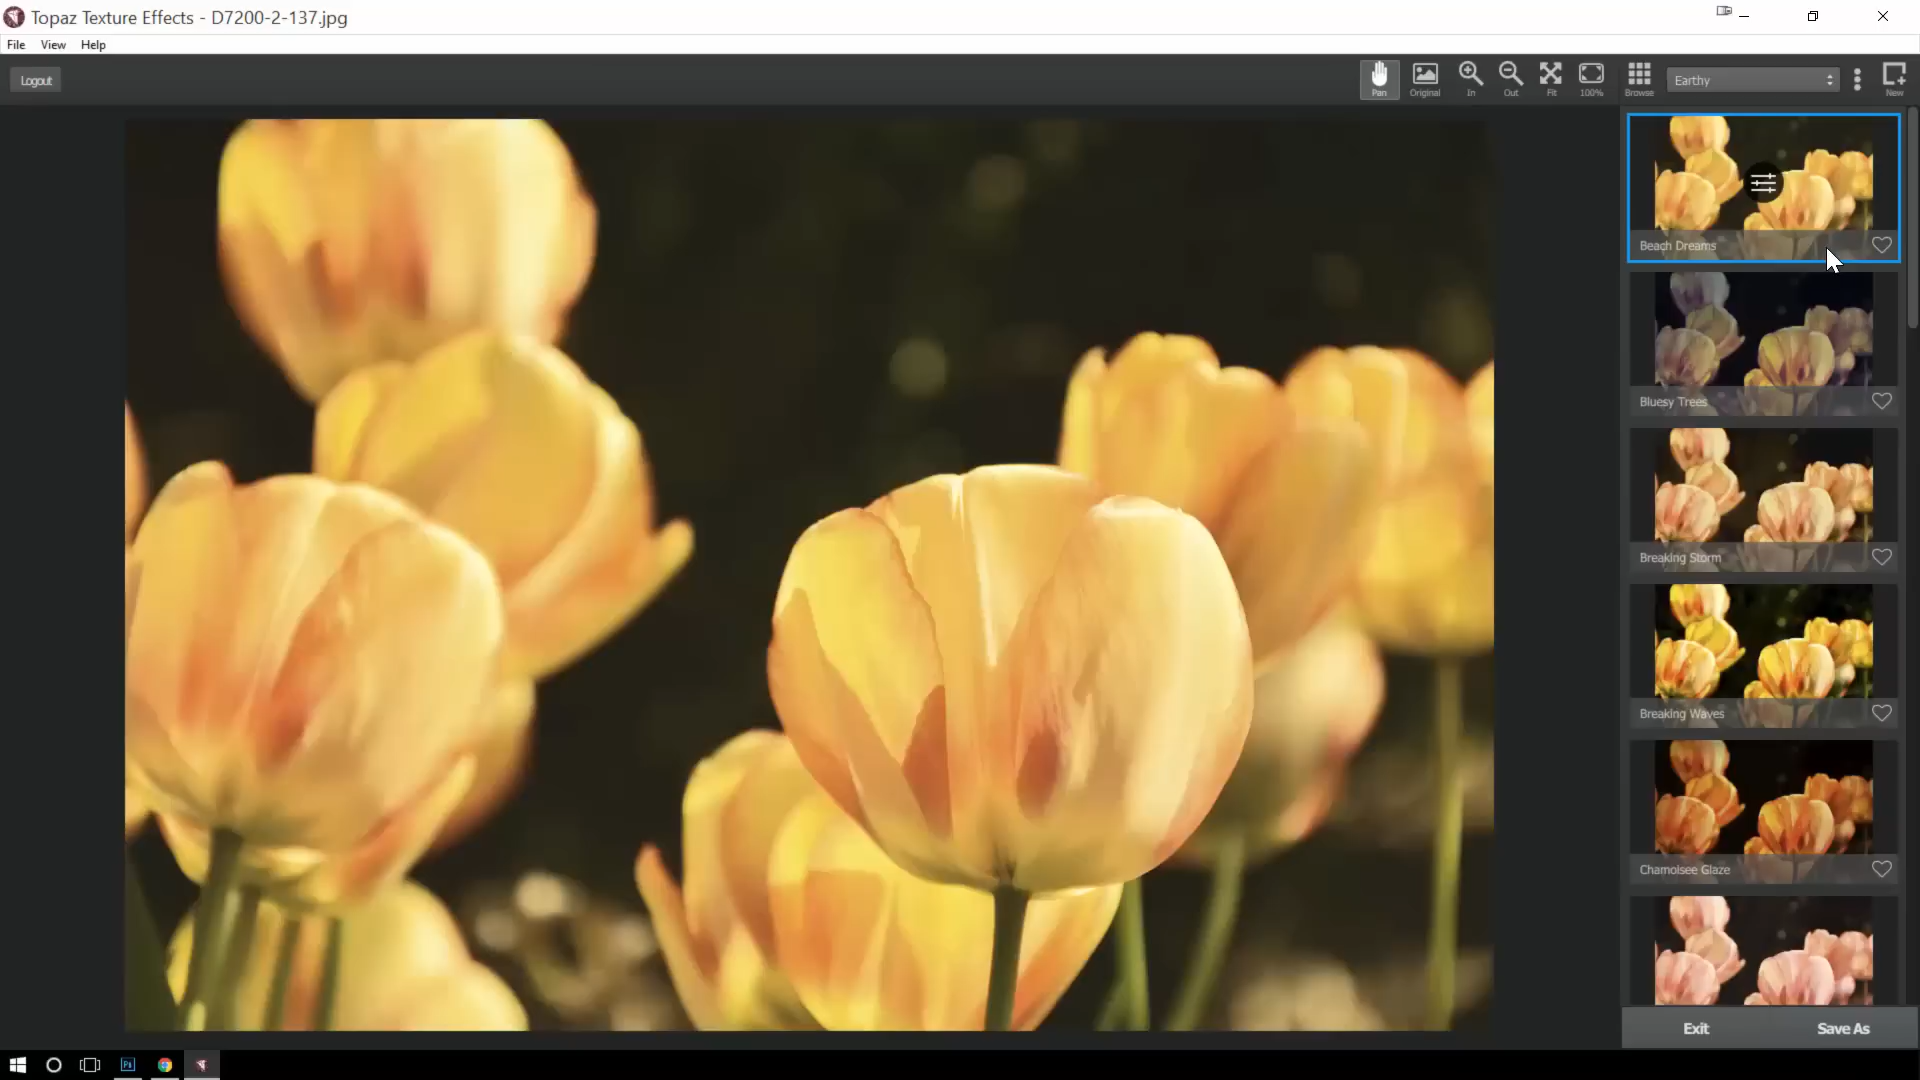 Topaz Texture Effects - D7200-2-137.jpg
File View Help
Logout
Pan Original In Out Fit 100% Browse Earthy New
Beach Dreams
Bluesy Trees
Breaking Storm
Breaking Waves
Chamolsee Glaze
Exit Save As